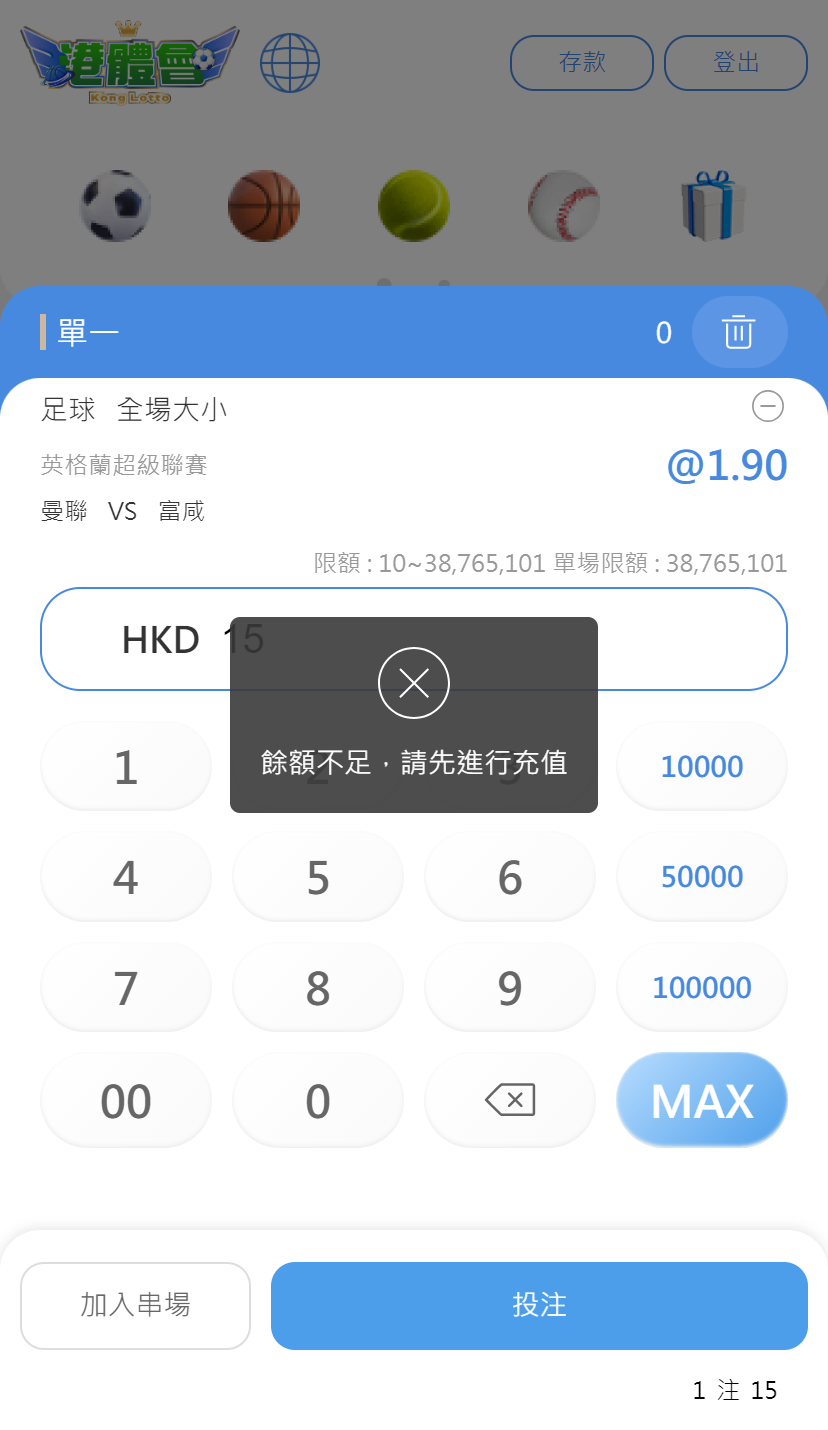 港體會
Kong Lotto
存款
登出
單一
0
足球 全場大小
英格蘭超級聯賽
@1.90
曼聯 VS 富咸
限額 : 10~38,765,101 單場限額 : 38,765,101
HKD 15
餘額不足，請先進行充值
1 2 3 10000
4 5 6 50000
7 8 9 100000
00 0 MAX
加入串場
投注
1 注 15